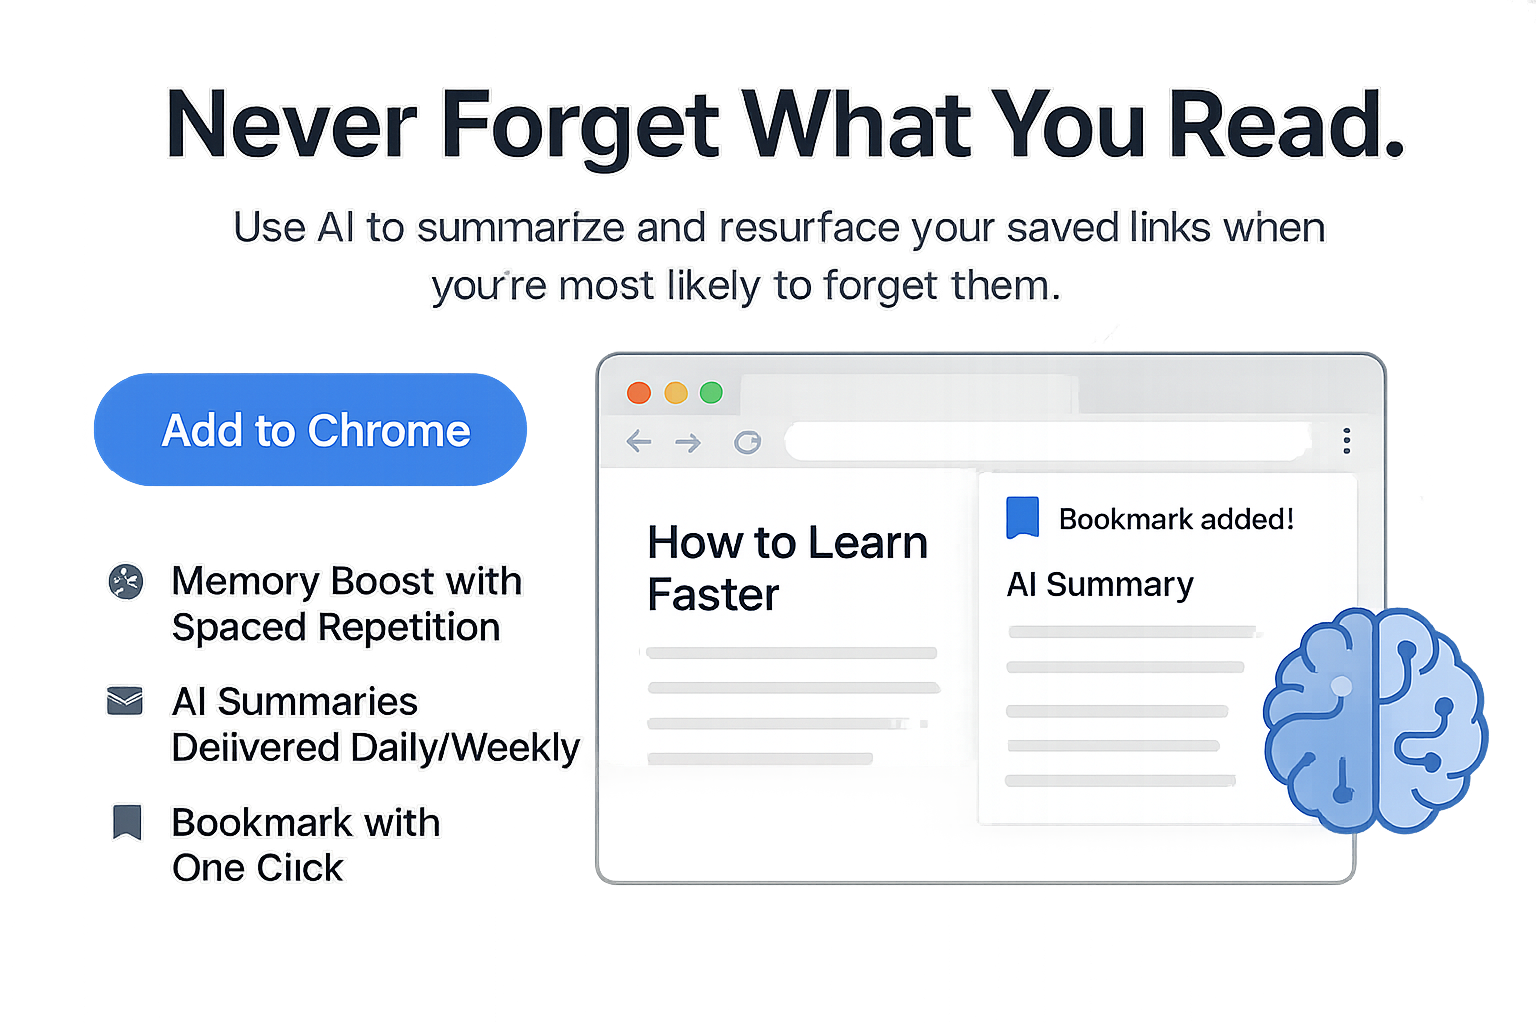 Never Forget What You Read.
Use AI to summarize and resurface your saved links when
you're most likely to forget them.
Add to Chrome
Memory Boost with
Spaced Repetition
AI Summaries
Deiivered Daily/Weekly
Bookmark with
One Ciıck
How to Learn
Faster
Bookmark added!
AI Summary